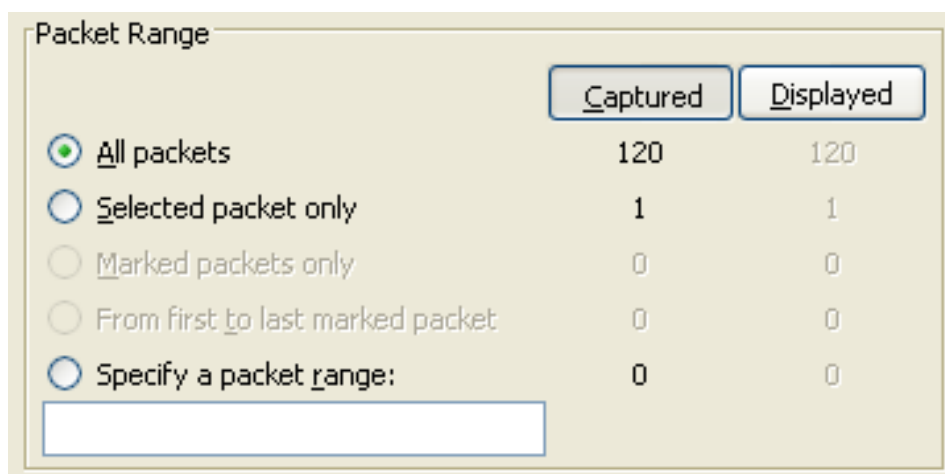 Packet Range
Captured Displayed
All packets 120 120
Selected packet only 1 1
Marked packets only 0 0
From first to last marked packet 0 0
Specify a packet range: 0 0